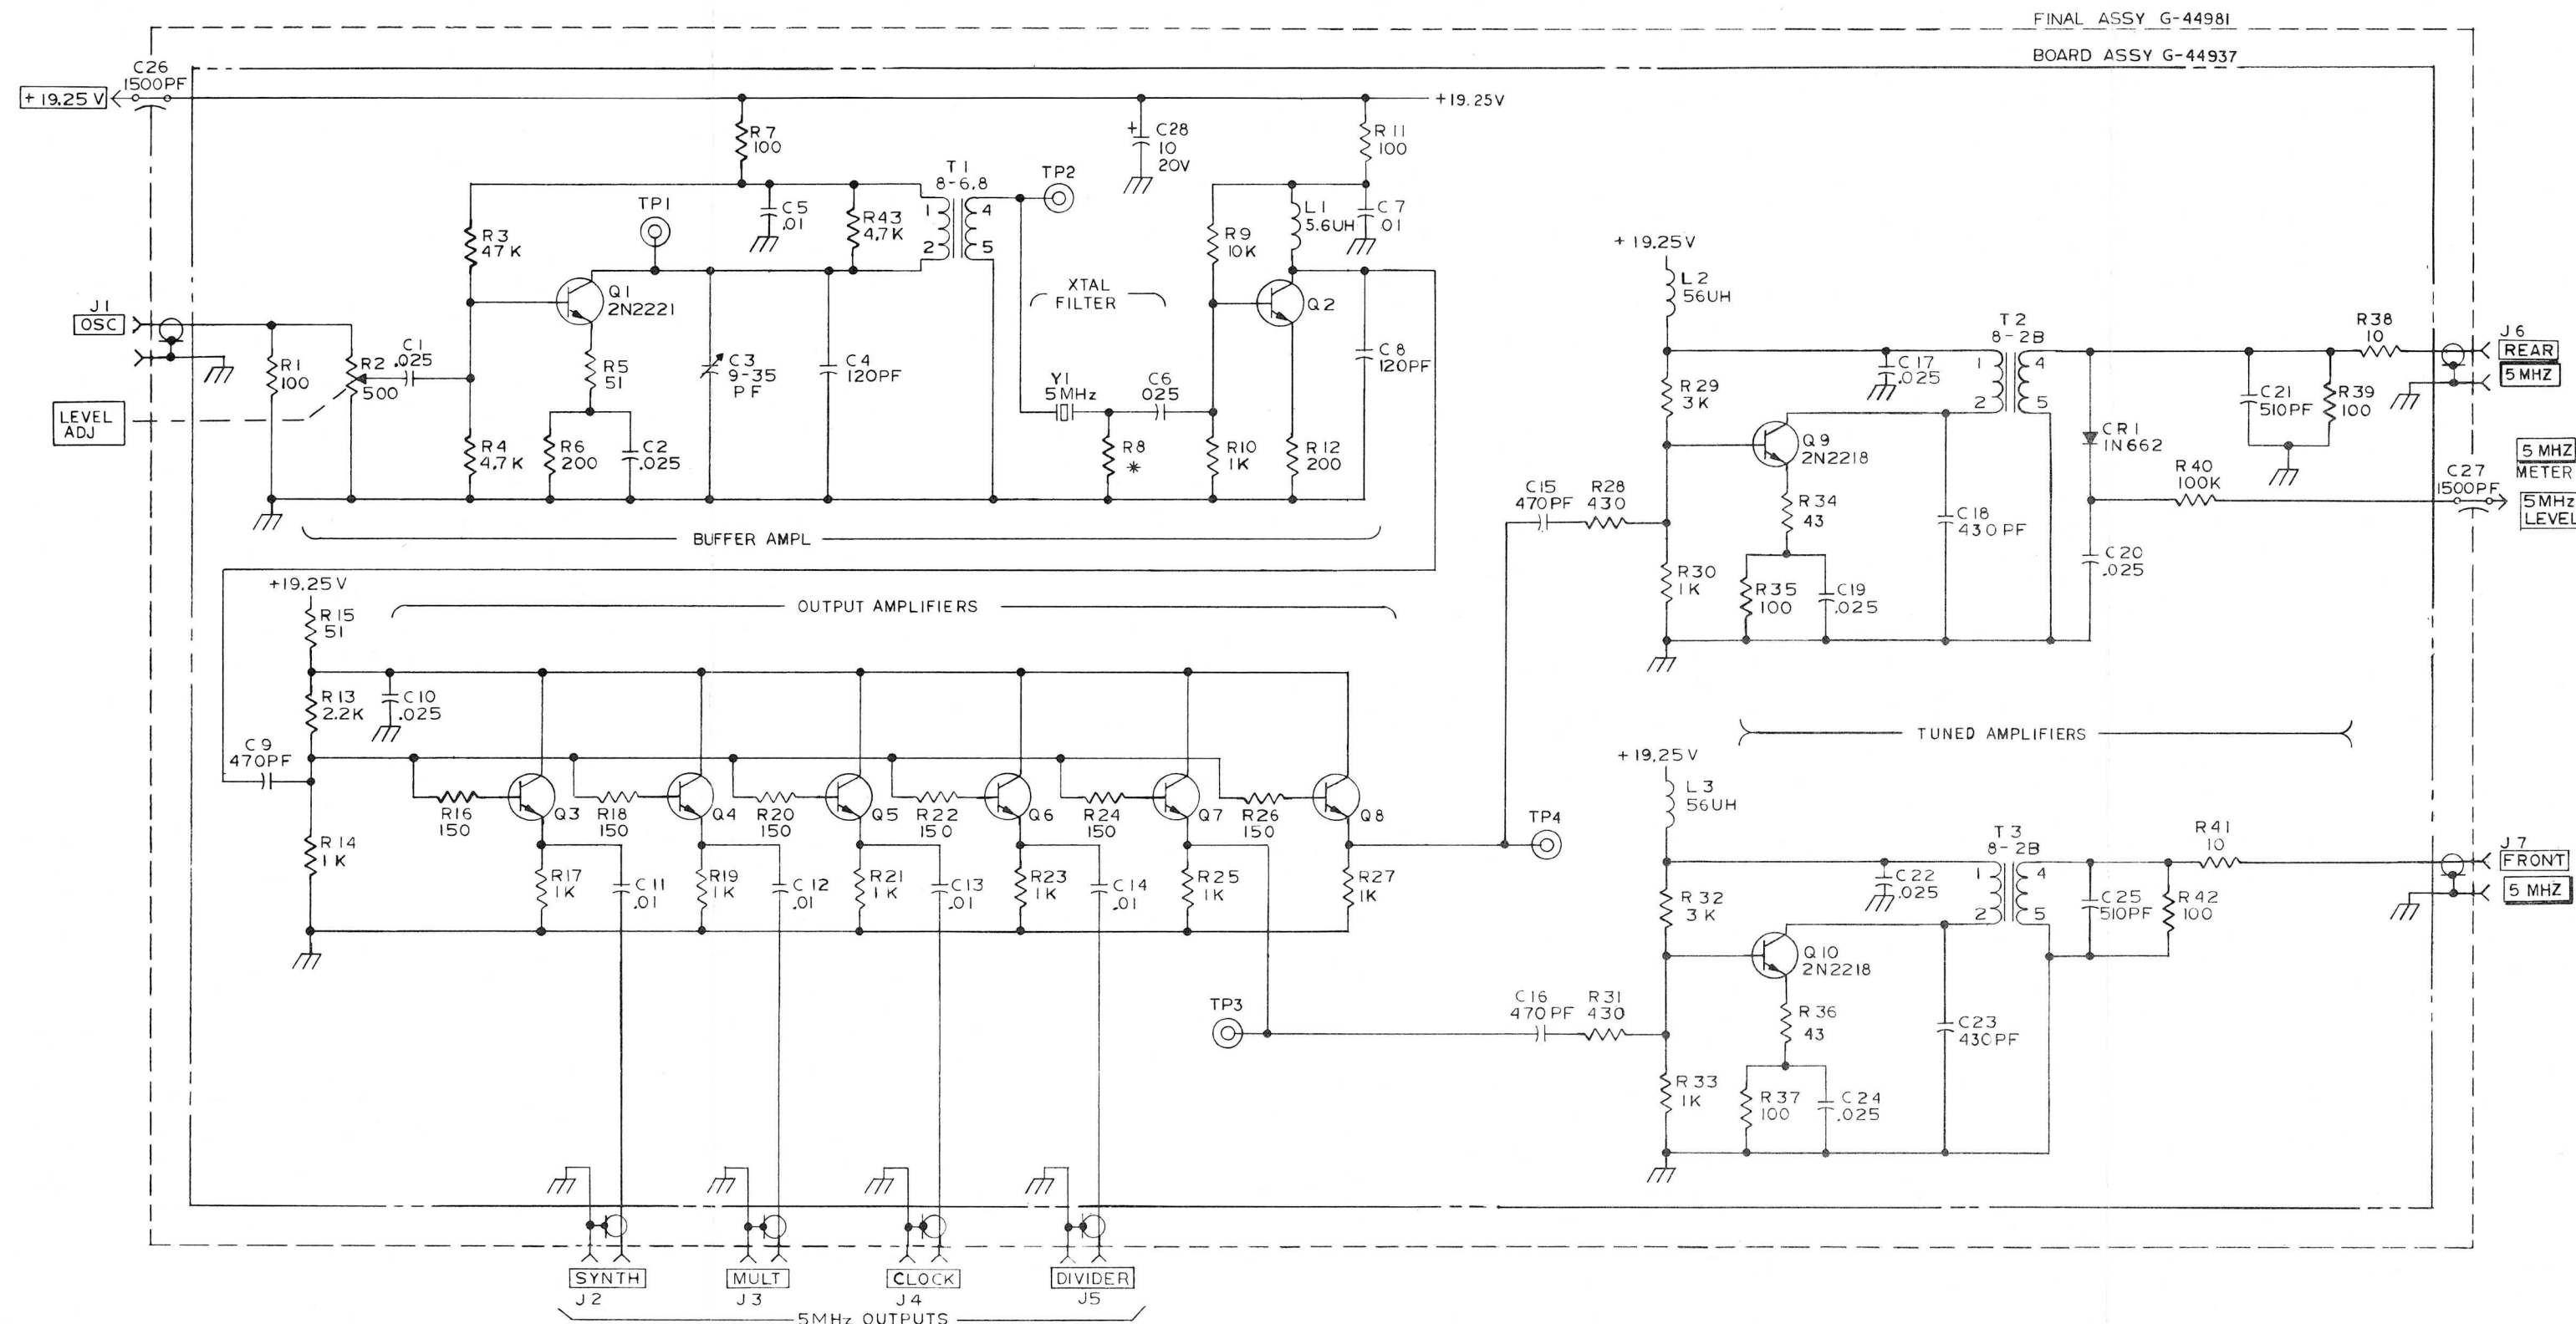 FINAL ASSY G-44981
BOARD ASSY G-44937
C26
1500PF
+19.25 V
+19.25V
R7
100
C28
10
20V
+
R11
100
T1
8-6.8
1
4
2
5
TP2
TP1
C5
.01
R43
4.7K
R3
47K
Q1
2N2221
R9
10K
L1
5.6UH
C7
.01
XTAL
FILTER
Q2
J1
OSC
R1
100
R2
500
C1
.025
R5
51
C3
9-35
PF
C4
120PF
Y1
5MHz
C6
025
C8
120PF
LEVEL
ADJ
R4
4.7K
R6
200
C2
.025
R8
*
R10
1K
R12
200
BUFFER AMPL
+19.25V
L2
56UH
T2
8-2B
1
4
2
5
C17
.025
R38
10
J6
REAR
5 MHZ
R29
3K
C21
510PF
R39
100
Q9
2N2218
CR1
1N662
R40
100K
5 MHZ
METER
C27
1500PF
5MHz
LEVEL
C15
470PF
R28
430
R34
43
C18
430PF
C20
.025
R30
1K
R35
100
C19
.025
+19.25V
R15
51
OUTPUT AMPLIFIERS
R13
2.2K
C10
.025
C9
470PF
R14
1K
R16
150
Q3
R18
150
Q4
R20
150
Q5
R22
150
Q6
R24
150
Q7
R26
150
Q8
R17
1K
C11
.01
R19
1K
C12
.01
R21
1K
C13
.01
R23
1K
C14
.01
R25
1K
R27
1K
TP4
TP3
TUNED AMPLIFIERS
+19.25V
L3
56UH
T3
8-2B
1
4
2
5
C22
.025
R41
10
J7
FRONT
5 MHZ
R32
3K
C25
510PF
R42
100
Q10
2N2218
C16
470PF
R31
430
R36
43
C23
430PF
R33
1K
R37
100
C24
.025
SYNTH
J2
MULT
J3
CLOCK
J4
DIVIDER
J5
5MHz OUTPUTS